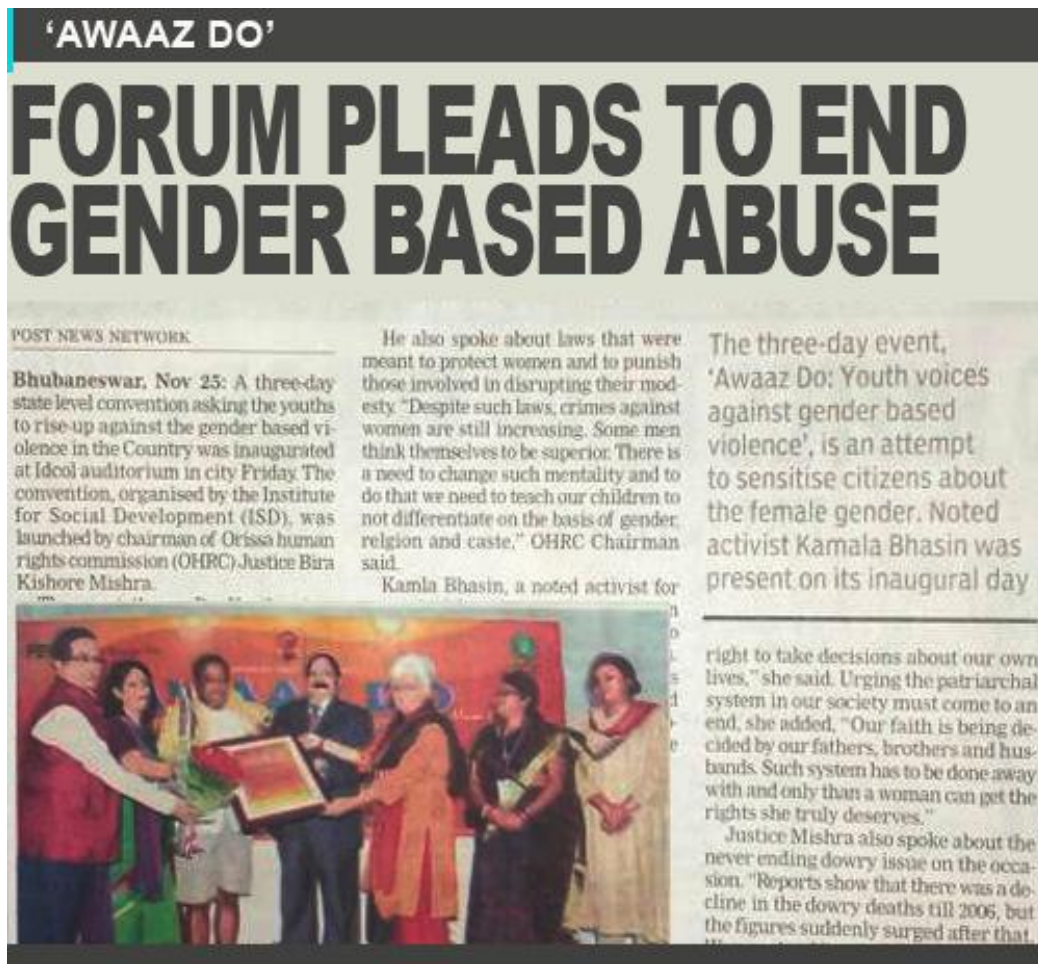 'AWAAZ DO'
FORUM PLEADS TO END
GENDER BASED ABUSE
POST NEWS NETWORK
Bhubaneswar, Nov 25: A three-day
state level convention asking the youths
to rise up against the gender based vi-
olence in the Country was inaugurated
at Idcol auditorium in city Friday. The
convention, organised by the Institute
for Social Development (ISD), was
launched by chairman of Orissa human
rights commission (OHRC) Justice Bira
Kishore Mishra.
He also spoke about laws that were
meant to protect women and to punish
those involved in disrupting their mod-
esty. "Despite such laws, crimes against
women are still increasing. Some men
think themselves to be superior. There is
a need to change such mentality and to
do that we need to teach our children to
not differentiate on the basis of gender,
relgion and caste," OHRC Chairman
said.
Kamla Bhasin, a noted activist for
The three-day event,
'Awaaz Do: Youth voices
against gender based
violence', is an attempt
to sensitise citizens about
the female gender. Noted
activist Kamala Bhasin was
present on its inaugural day
right to take decisions about our own
lives," she said. Urging the patriarchal
system in our society must come to an
end, she added, "Our faith is being de-
cided by our fathers, brothers and hus-
bands. Such system has to be done away
with and only than a woman can get the
rights she truly deserves."
Justice Mishra also spoke about the
never ending dowry issue on the occa-
sion. "Reports show that there was a de-
cline in the dowry deaths till 2006, but
the figures suddenly surged after that.